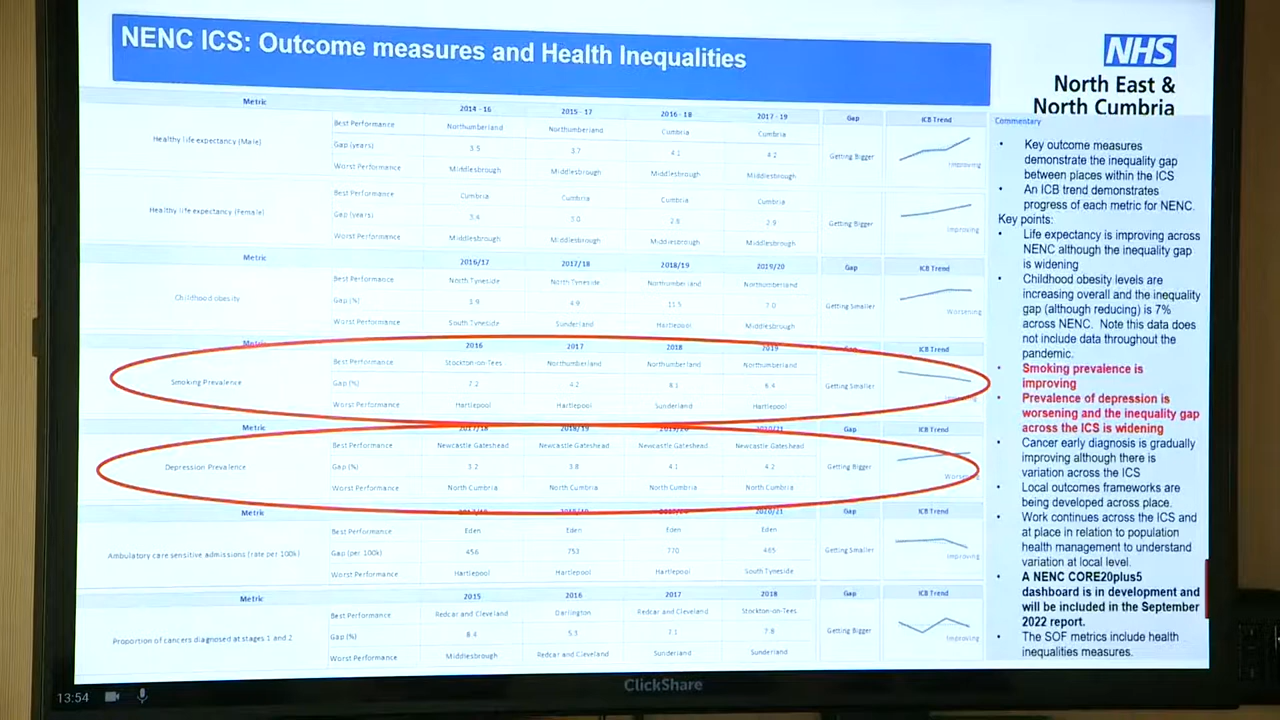 NENC ICS: Outcome measures and Health Inequalities
NHS
North East &
North Cumbria
Metric 2014 - 16 2015 - 17 2016 - 18 2017 - 19 Gap ICB Trend
Healthy life expectancy (Male)
Best Performance Northumberland Northumberland Cumbria Cumbria
Gap (years) 3.5 3.7 4.1 4.2 Getting Bigger
Worst Performance Middlesbrough Middlesbrough Middlesbrough Middlesbrough
Improving
Healthy life expectancy (Female)
Best Performance Cumbria Cumbria Cumbria Cumbria
Gap (years) 3.4 3.0 2.8 2.9 Getting Bigger
Worst Performance Middlesbrough Middlesbrough Middlesbrough Middlesbrough
Improving
Metric 2016/17 2017/18 2018/19 2019/20 Gap ICB Trend
Childhood obesity
Best Performance North Tyneside North Tyneside Northumberland Northumberland
Gap (%) 4.9 11.5 7.0 Getting Smaller
Worst Performance South Tyneside Sunderland Hartlepool Middlesbrough
Worsening
Metric 2016 2017 2018 2019 Gap ICB Trend
Smoking Prevalence
Best Performance Stockton-on-Tees Northumberland Northumberland Northumberland
Gap (%) 7.2 4.2 8.1 6.4 Getting Smaller
Worst Performance Hartlepool Hartlepool Sunderland Hartlepool
Metric 2017/18 2018/19 2019/20 2020/21 Gap ICB Trend
Depression Prevalence
Best Performance Newcastle Gateshead Newcastle Gateshead Newcastle Gateshead Newcastle Gateshead
Gap (%) 3.2 3.8 4.1 4.2 Getting Bigger
Worst Performance North Cumbria North Cumbria North Cumbria North Cumbria
Metric 2017/18 2018/19 2019/20 2020/21 Gap ICB Trend
Ambulatory care sensitive admissions (rate per 100k)
Best Performance Eden Eden Eden Eden
Gap (per 100k) 456 753 770 485 Getting Smaller
Worst Performance Hartlepool Hartlepool Hartlepool South Tyneside
Improving
Metric 2015 2016 2017 2018 Gap ICB Trend
Proportion of cancers diagnosed at stages 1 and 2
Best Performance Redcar and Cleveland Darlington Redcar and Cleveland Stockton-on-Tees
Gap (%) 8.4 5.3 7.1 7.8 Getting Bigger
Worst Performance Middlesbrough Redcar and Cleveland Sunderland Sunderland
Improving
Commentary
• Key outcome measures
demonstrate the inequality gap
between places within the ICS
• An ICB trend demonstrates
progress of each metric for NENC.
Key points:
• Life expectancy is improving across
NENC although the inequality gap
is widening
• Childhood obesity levels are
increasing overall and the inequality
gap (although reducing) is 7%
across NENC. Note this data does
not include data throughout the
pandemic.
• Smoking prevalence is
improving
• Prevalence of depression is
worsening and the inequality gap
across the ICS is widening
• Cancer early diagnosis is gradually
improving although there is
variation across the ICS
• Local outcomes frameworks are
being developed across place.
• Work continues across the ICS and
at place in relation to population
health management to understand
variation at local level.
• A NENC CORE20plus5
dashboard is in development and
will be included in the September
2022 report.
• The SOF metrics include health
inequalities measures.
13:54
ClickShare